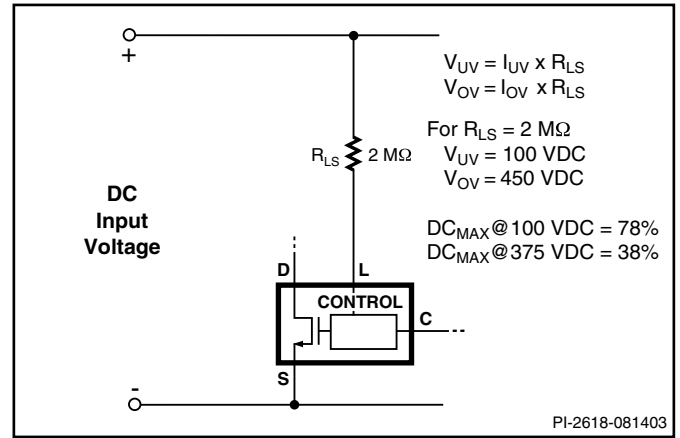 +
V_UV = I_UV x R_LS
V_OV = I_OV x R_LS
For R_LS = 2 MΩ
V_UV = 100 VDC
V_OV = 450 VDC
DC_MAX@100 VDC = 78%
DC_MAX@375 VDC = 38%
R_LS 2 MΩ
DC
Input
Voltage
D L
CONTROL
C
S
-
PI-2618-081403